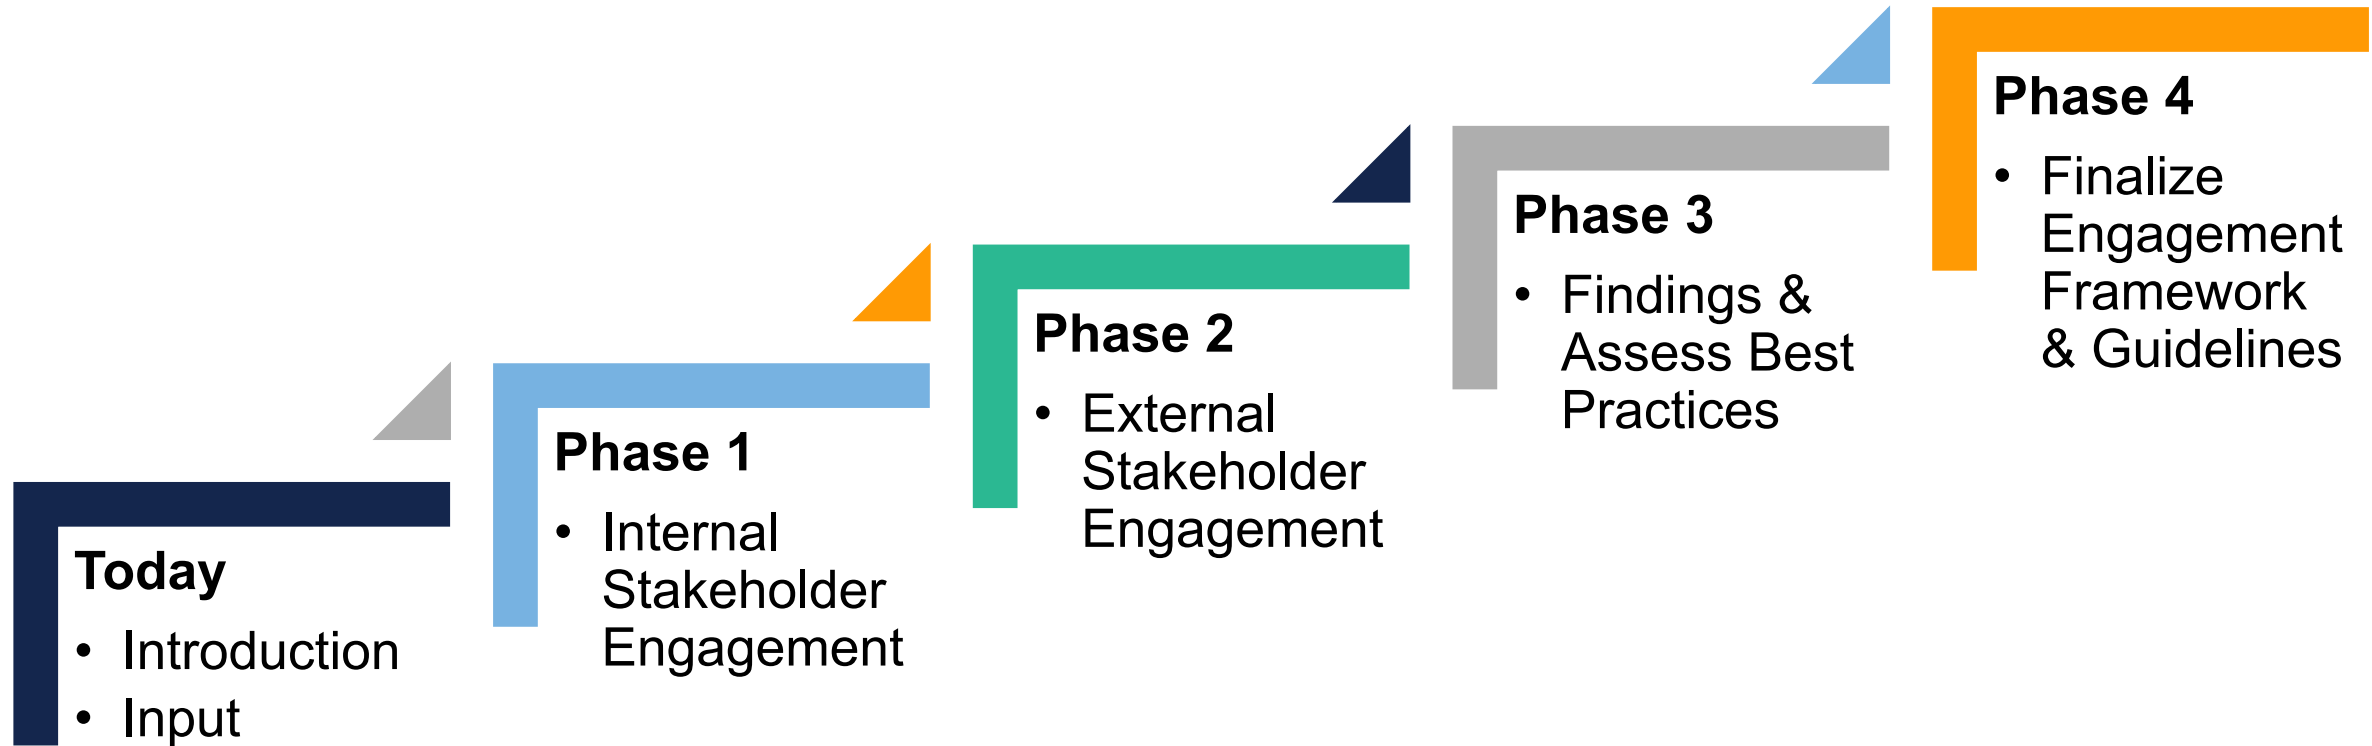 Today
• Introduction
• Input
Phase 1
• Internal
Stakeholder
Engagement
Phase 2
• External
Stakeholder
Engagement
Phase 3
• Findings &
Assess Best
Practices
Phase 4
• Finalize
Engagement
Framework
& Guidelines